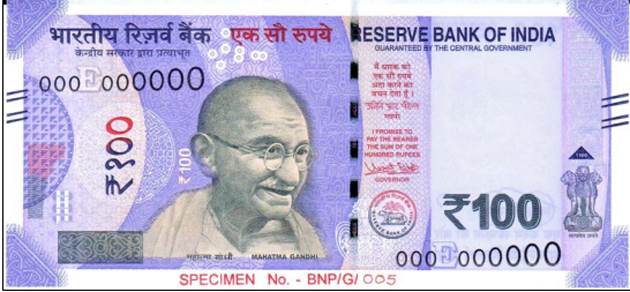 भारतीय रिज़र्व बैंक एक सौ रुपये RESERVE BANK OF INDIA
केन्द्रीय सरकार द्वारा प्रत्याभूत GUARANTEED BY THE CENTRAL GOVERNMENT
000E000000
मैं धारक को
एक सौ रुपये
अदा करने का
वचन देता हूँ ।
I PROMISE TO
PAY THE BEARER
THE SUM OF ONE
HUNDRED RUPEES
GOVERNOR
₹१००
₹100
₹100
महात्मा गांधी MAHATMA GANDHI
सत्यमेव जयते
000E000000
SPECIMEN No. - BNP/G/005